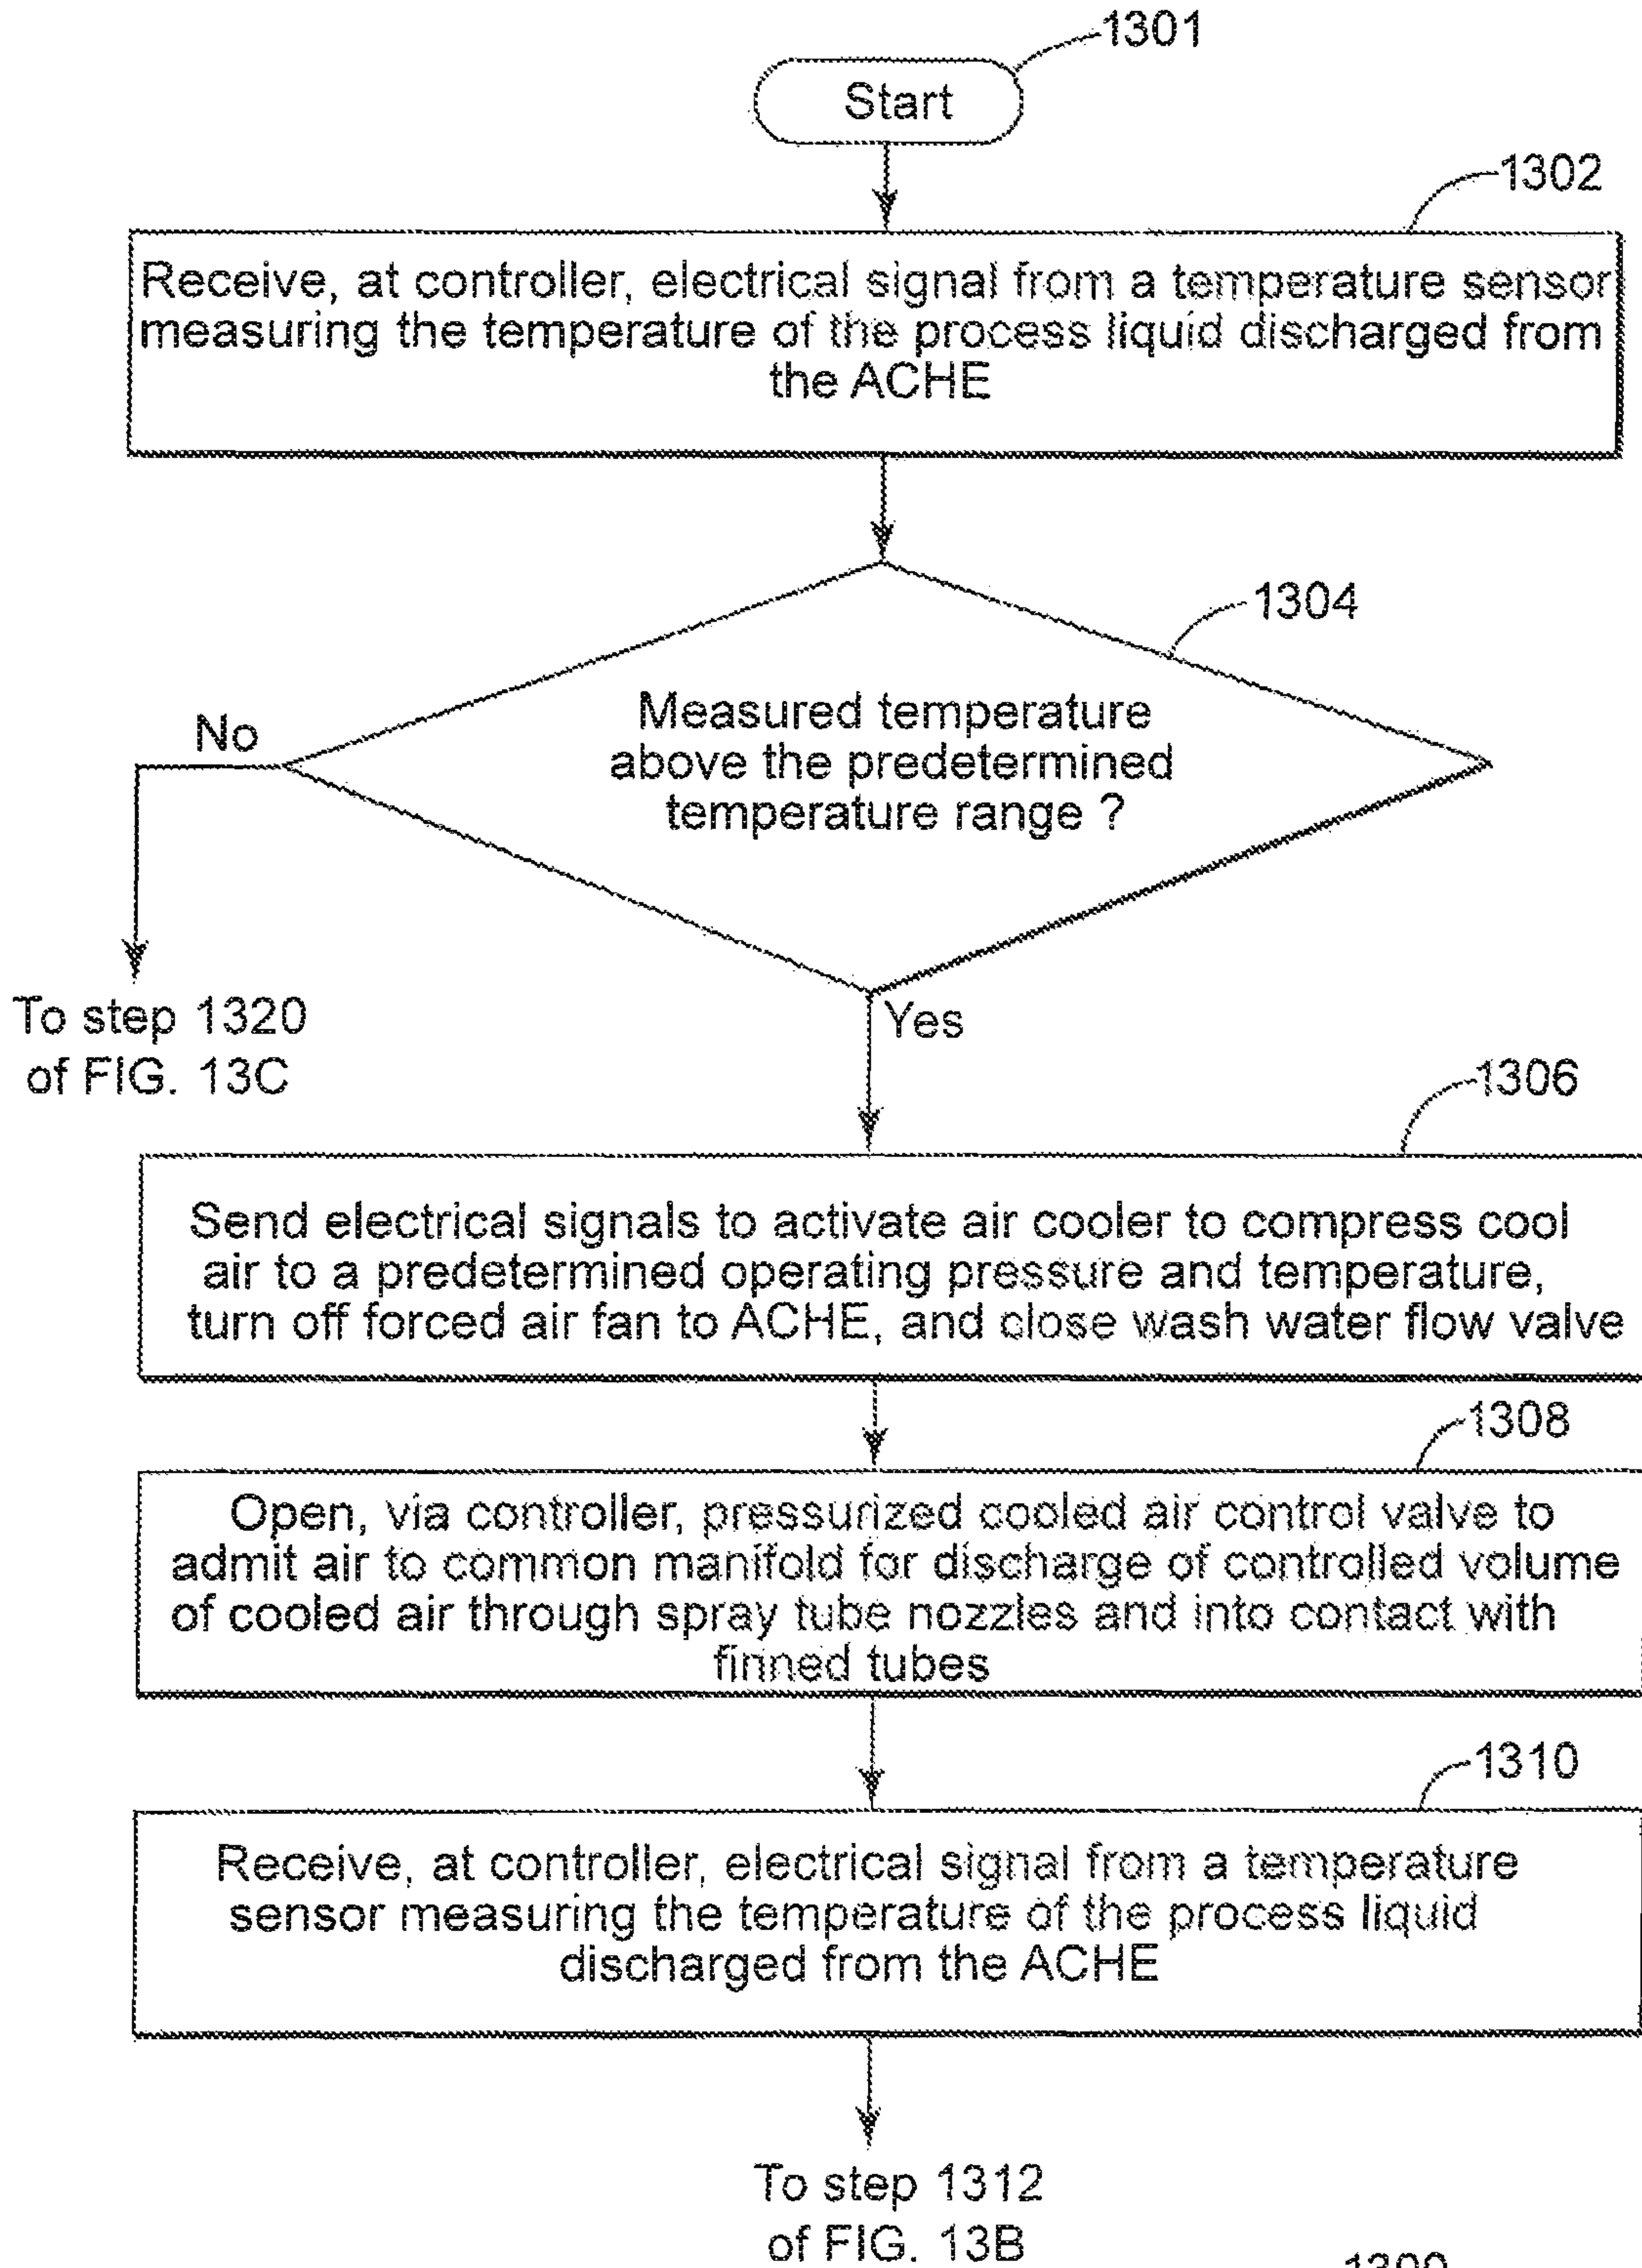 1301
Start
1302
Receive, at controller, electrical signal from a temperature sensor
measuring the temperature of the process liquid discharged from
the ACHE
1304
Measured temperature
above the predetermined
temperature range ?
No
Yes
To step 1320
of FIG. 13C
1306
Send electrical signals to activate air cooler to compress cool
air to a predetermined operating pressure and temperature,
turn off forced air fan to ACHE, and close wash water flow valve
1308
Open, via controller, pressurized cooled air control valve to
admit air to common manifold for discharge of controlled volume
of cooled air through spray tube nozzles and into contact with
finned tubes
1310
Receive, at controller, electrical signal from a temperature
sensor measuring the temperature of the process liquid
discharged from the ACHE
To step 1312
of FIG. 13B